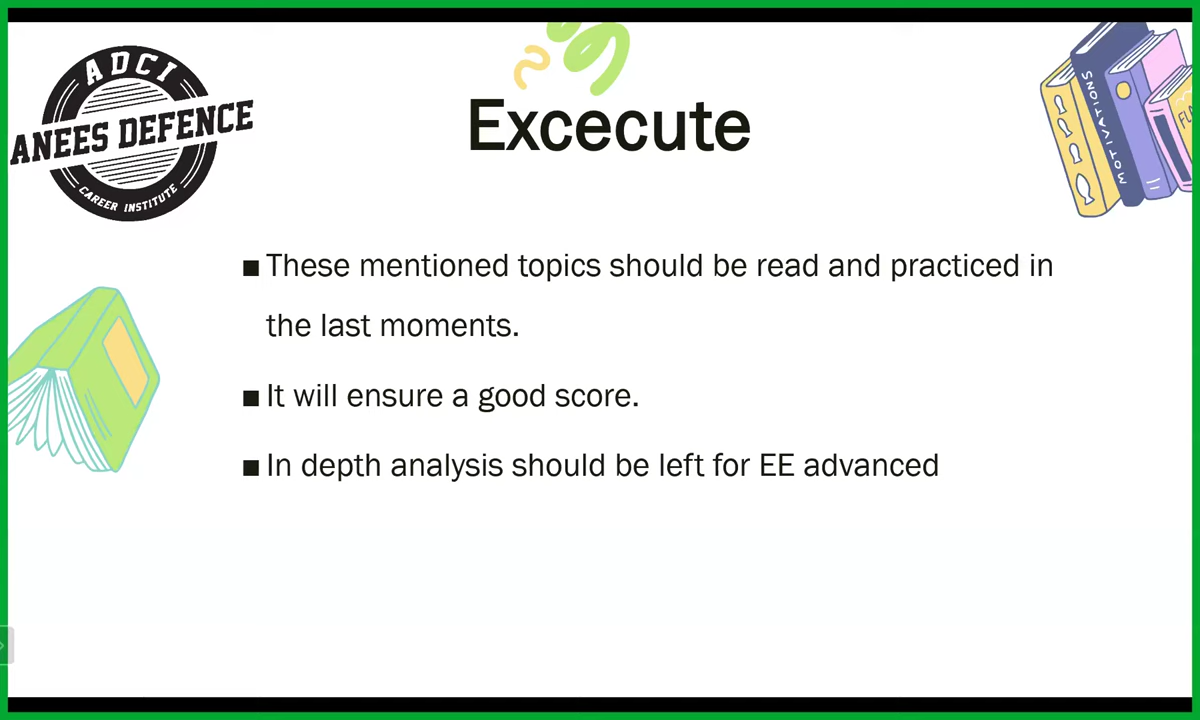 ADCI
ANEES DEFENCE
CAREER INSTITUTE
Excecute
MOTIVATIONS
■ These mentioned topics should be read and practiced in
the last moments.
■ It will ensure a good score.
■ In depth analysis should be left for EE advanced